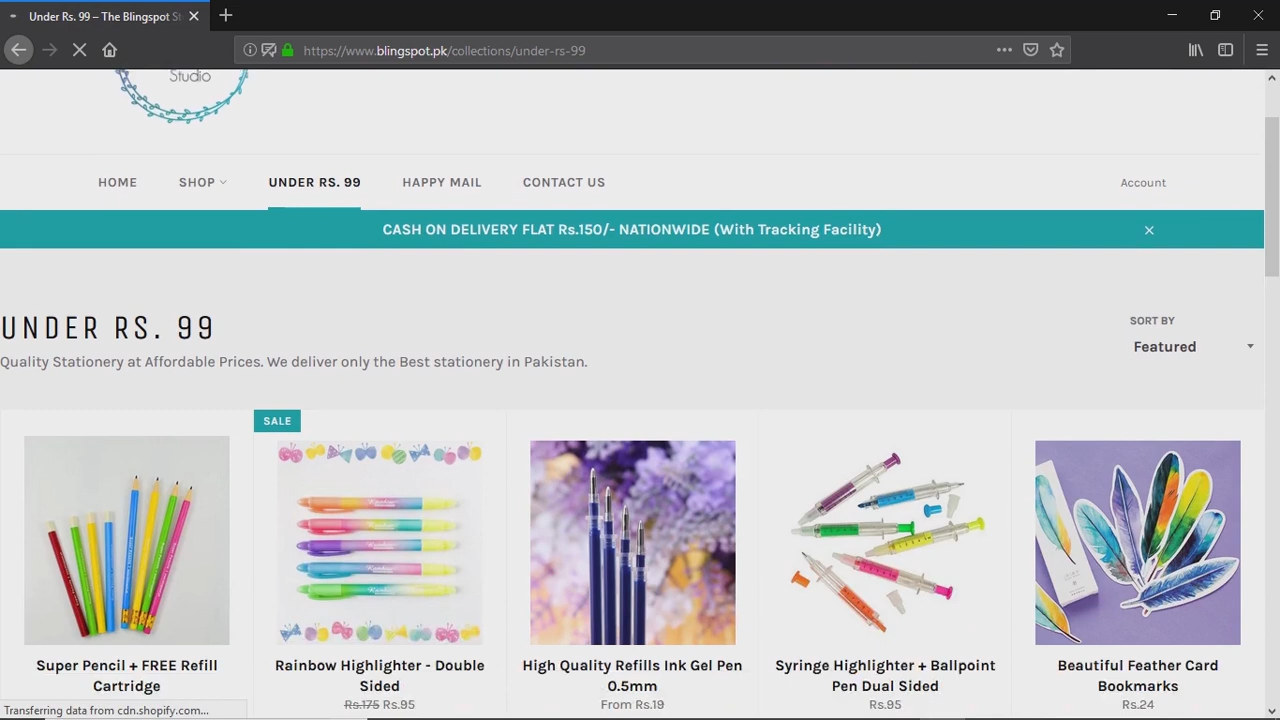 Under Rs. 99 – The Blingspot St
https://www.blingspot.pk/collections/under-rs-99
Studio
HOME SHOP UNDER RS. 99 HAPPY MAIL CONTACT US Account
CASH ON DELIVERY FLAT Rs.150/- NATIONWIDE (With Tracking Facility)
UNDER RS. 99
Quality Stationery at Affordable Prices. We deliver only the Best stationery in Pakistan.
SORT BY
Featured
SALE
Super Pencil + FREE Refill
Cartridge
Rainbow Highlighter - Double
Sided
Rs.175 Rs.95
High Quality Refills Ink Gel Pen
0.5mm
From Rs.19
Syringe Highlighter + Ballpoint
Pen Dual Sided
Rs.95
Beautiful Feather Card
Bookmarks
Rs.24
Transferring data from cdn.shopify.com...